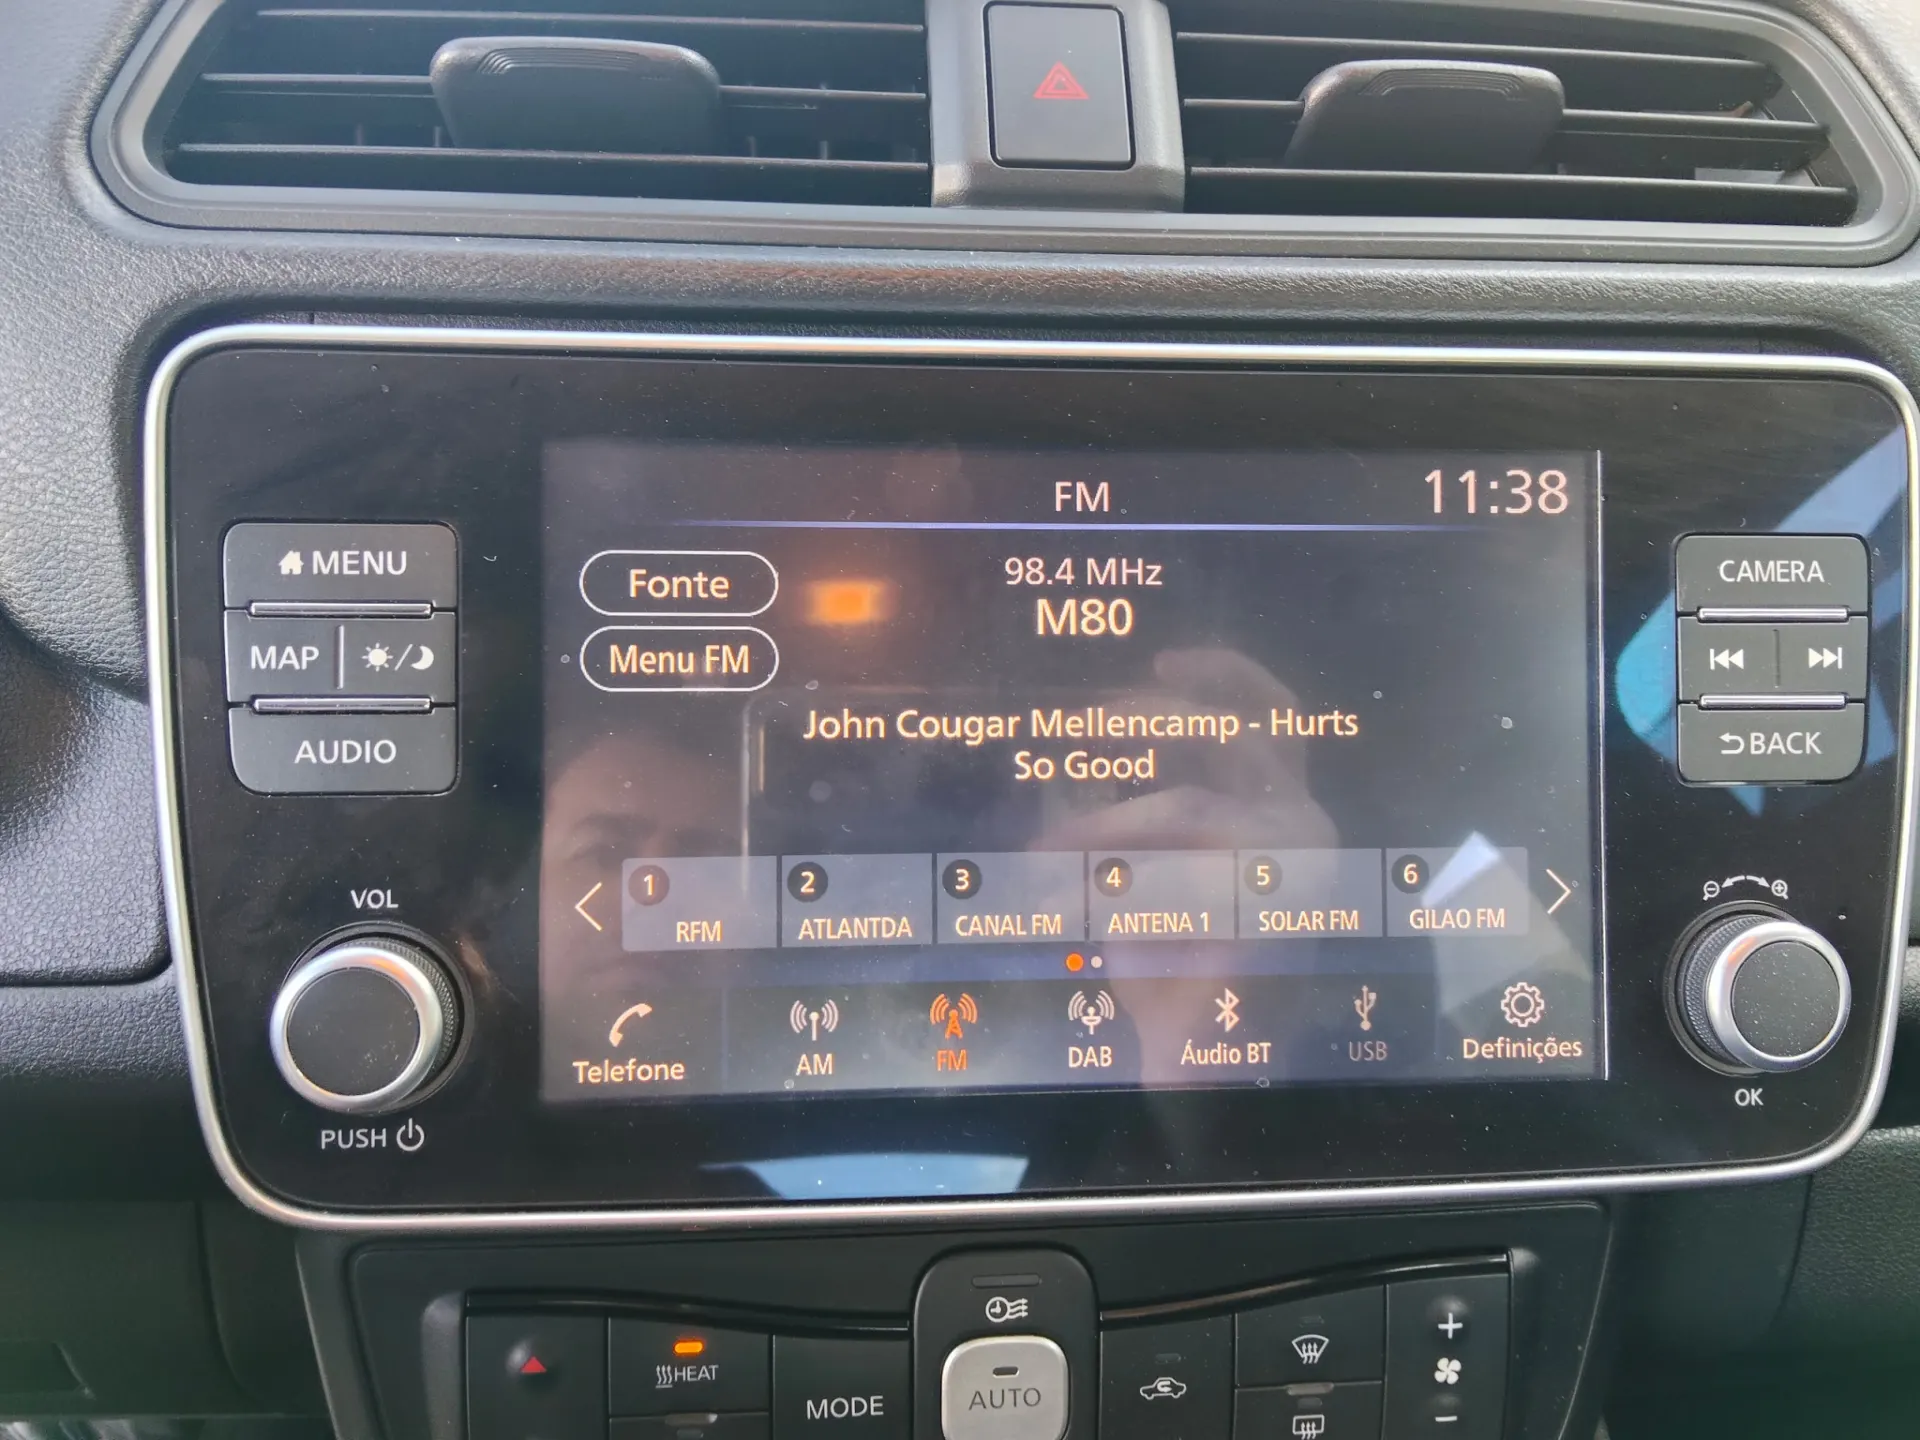 FM
11:38
MENU
MAP
AUDIO
Fonte
Menu FM
98.4 MHz
M80
John Cougar Mellencamp - Hurts
So Good
CAMERA
BACK
VOL
PUSH
1
RFM
2
ATLANTDA
3
CANAL FM
4
ANTENA 1
5
SOLAR FM
6
GILAO FM
Telefone
AM
FM
DAB
Áudio BT
USB
Definições
OK
HEAT
MODE
AUTO
+
−